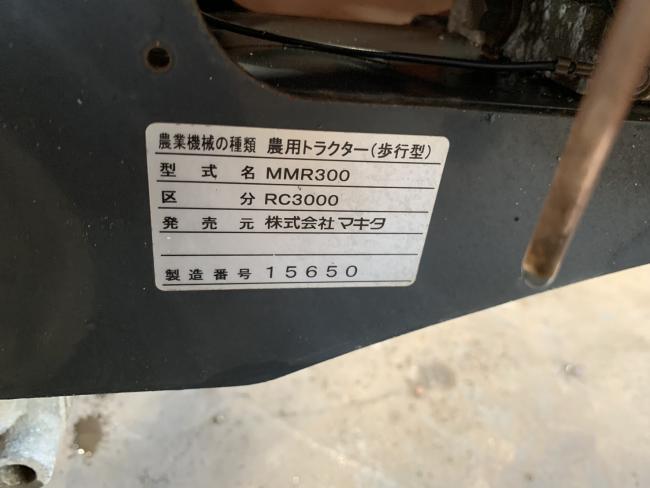 農業機械の種類 農用トラクター(歩行型)
型式名 MMR300
区分 RC3000
発売元 株式会社マキタ
製造番号 15650